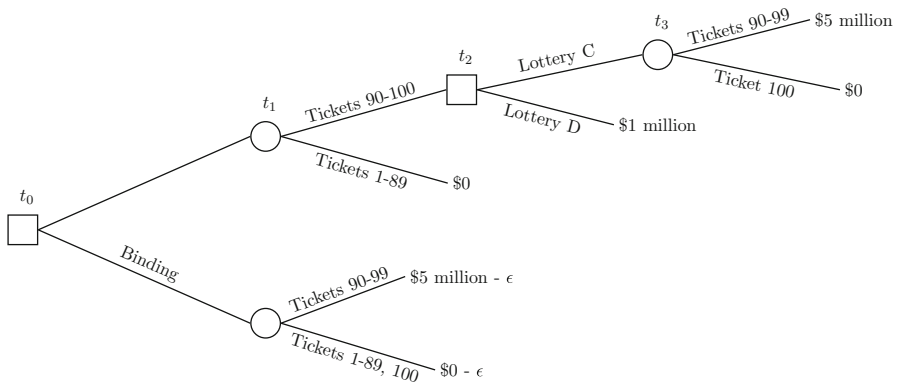 t₃
Tickets 90-99
$5 million
t₂
Lottery C
Ticket 100
$0
t₁
Tickets 90-100
Lottery D
$1 million
Tickets 1-89
$0
t₀
Binding
Tickets 90-99
$5 million - ϵ
Tickets 1-89, 100
$0 - ϵ